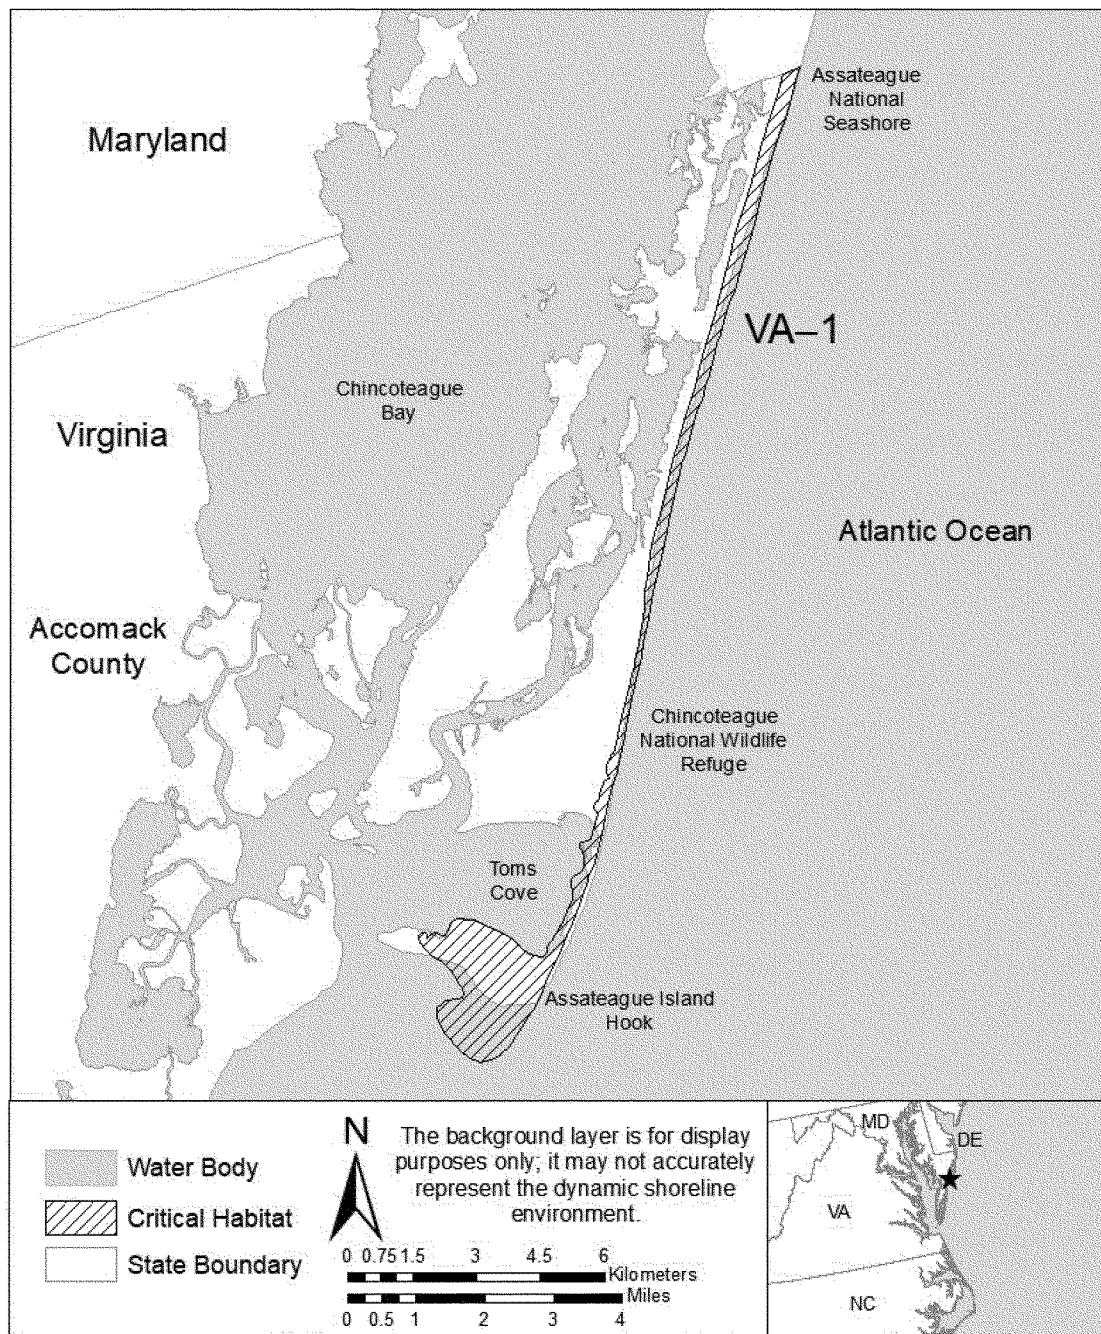 Assateague
National
Seashore
Maryland
VA–1
Chincoteague
Bay
Virginia
Atlantic Ocean
Accomack
County
Chincoteague
National Wildlife
Refuge
Toms
Cove
Assateague Island
Hook
Water Body
Critical Habitat
State Boundary
N
The background layer is for display
purposes only; it may not accurately
represent the dynamic shoreline
environment.
0 0.75 1.5 3 4.5 6
Kilometers
Miles
0 0.5 1 2 3 4
MD
DE
VA
NC